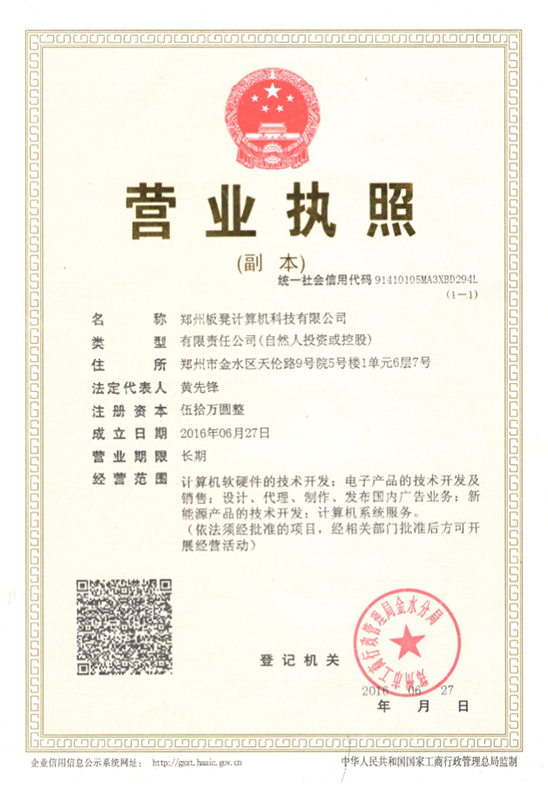 营业执照
(副 本)
统一社会信用代码 91410105MA3XBD294L
(1-1)
名 称 郑州板凳计算机科技有限公司
类 型 有限责任公司(自然人投资或控股)
住 所 郑州市金水区天伦路9号院5号楼1单元6层7号
法定代表人 黄先锋
注册资本 伍拾万圆整
成立日期 2016年06月27日
营业期限 长期
经营范围 计算机软硬件的技术开发；电子产品的技术开发及
销售；设计、代理、制作、发布国内广告业务；新
能源产品的技术开发；计算机系统服务。
（依法须经批准的项目，经相关部门批准后方可开
展经营活动）
郑州市工商行政管理局金水分局
登记机关
2016 06 27
年 月 日
企业信用信息公示系统网址： http://gsxt.haaic.gov.cn
中华人民共和国国家工商行政管理总局监制